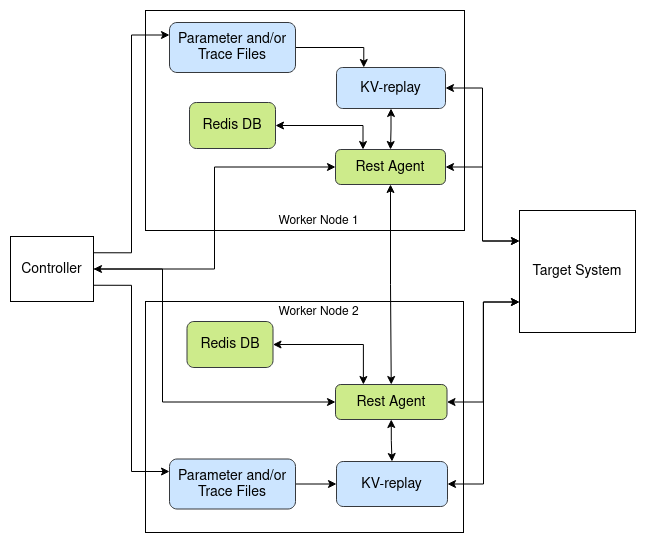 Parameter and/or
Trace Files
KV-replay
Redis DB
Rest Agent
Worker Node 1
Controller
Target System
Worker Node 2
Redis DB
Rest Agent
Parameter and/or
Trace Files
KV-replay